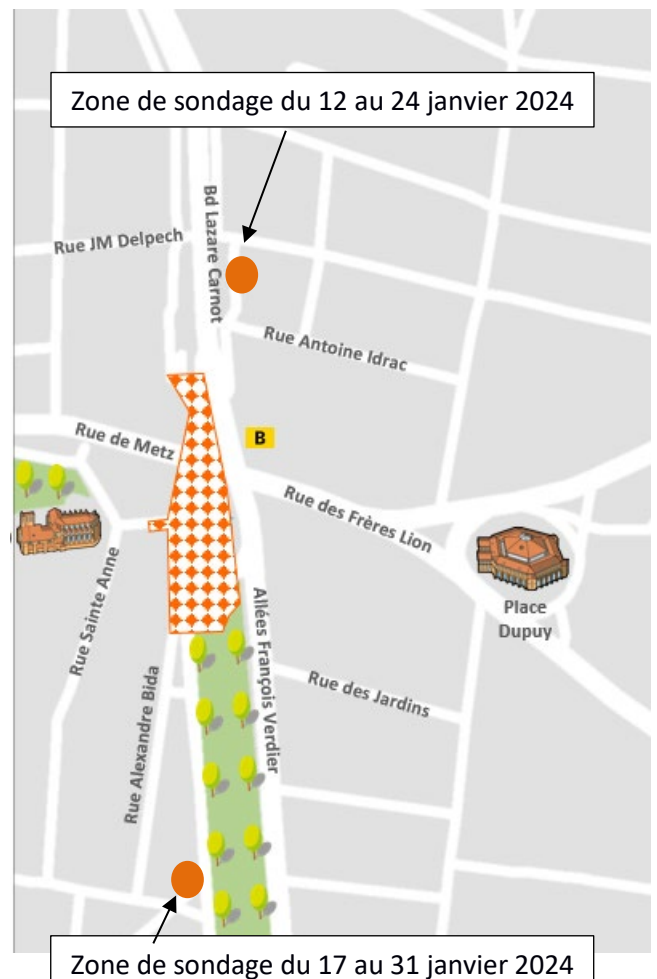 Zone de sondage du 12 au 24 janvier 2024
Bd Lazare Carnot
Rue JM Delpech
Rue Antoine Idrac
Rue de Metz
B
Rue des Frères Lion
Rue Sainte Anne
Place
Dupuy
Allées François Verdier
Rue des Jardins
Rue Alexandre Bida
Zone de sondage du 17 au 31 janvier 2024